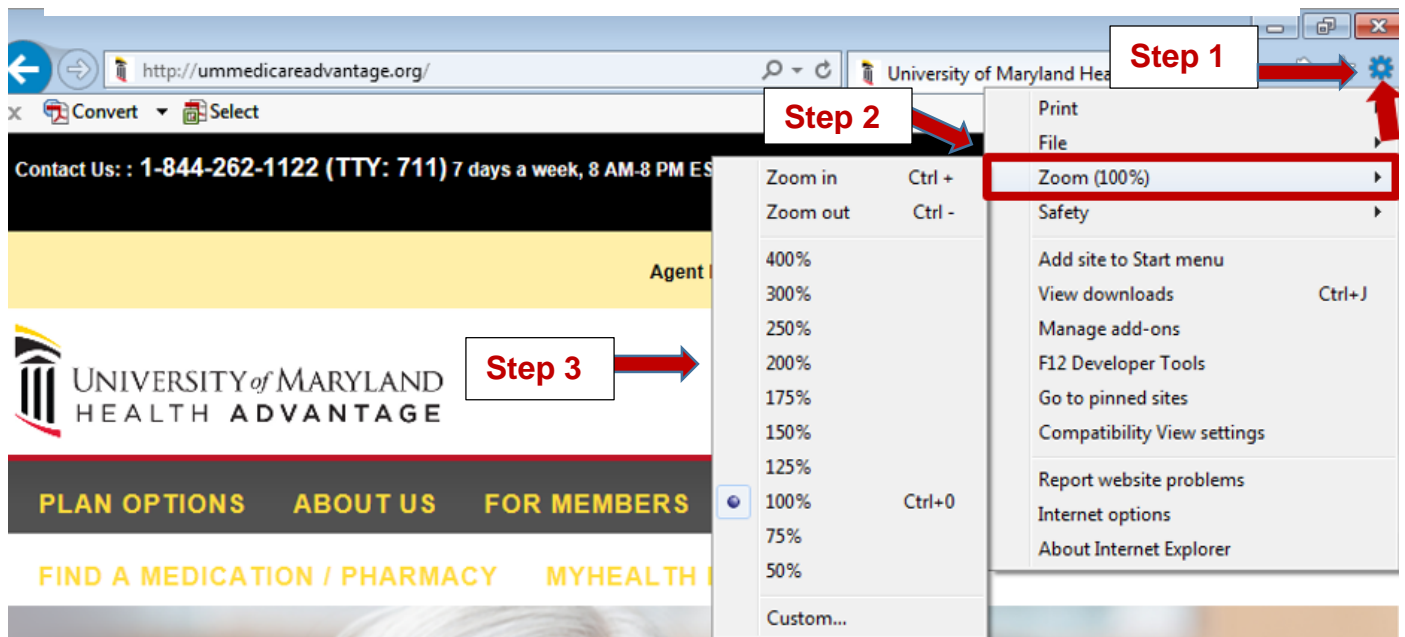 Step 1
http://ummedicareadvantage.org/
University of Maryland Hea
Convert
Select
Step 2
Print
File
Contact Us: : 1-844-262-1122 (TTY: 711) 7 days a week, 8 AM-8 PM ES
Zoom in Ctrl +
Zoom (100%)
Zoom out Ctrl -
Safety
400%
Add site to Start menu
Agent
300%
View downloads Ctrl+J
250%
Manage add-ons
Step 3
200%
F12 Developer Tools
UNIVERSITY of MARYLAND
HEALTH ADVANTAGE
175%
Go to pinned sites
150%
Compatibility View settings
125%
Report website problems
PLAN OPTIONS ABOUT US FOR MEMBERS
100% Ctrl+0
Internet options
75%
About Internet Explorer
FIND A MEDICATION / PHARMACY MYHEALTH
50%
Custom...